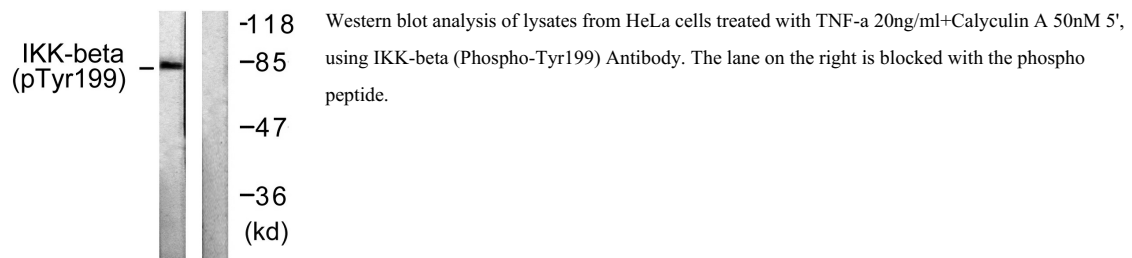 IKK-beta
(pTyr199)
-118
-85
-47
-36
(kd)
Western blot analysis of lysates from HeLa cells treated with TNF-a 20ng/ml+Calyculin A 50nM 5',
using IKK-beta (Phospho-Tyr199) Antibody. The lane on the right is blocked with the phospho
peptide.